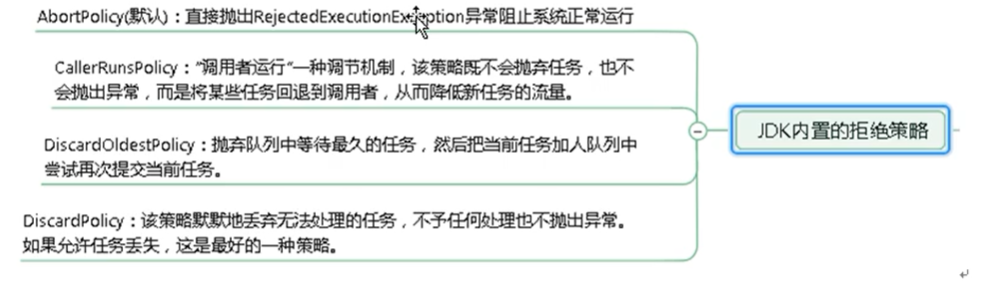 AbortPolicy(默认)：直接抛出RejectedExecutionException异常阻止系统正常运行
CallerRunsPolicy："调用者运行"一种调节机制，该策略既不会抛弃任务，也不
会抛出异常，而是将某些任务回退到调用者，从而降低新任务的流量。
DiscardOldestPolicy：抛弃队列中等待最久的任务，然后把当前任务加人队列中
尝试再次提交当前任务。
DiscardPolicy：该策略默默地丢弃无法处理的任务，不予任何处理也不抛出异常。
如果允许任务丢失，这是最好的一种策略。
JDK内置的拒绝策略